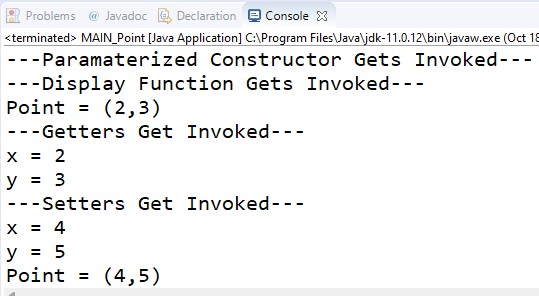 Problems @ Javadoc Declaration Console
<terminated> MAIN_Point [Java Application] C:\Program Files\Java\jdk-11.0.12\bin\javaw.exe (Oct 18
---Paramaterized Constructor Gets Invoked---
---Display Function Gets Invoked---
Point = (2,3)
---Getters Get Invoked---
x = 2
y = 3
---Setters Get Invoked---
x = 4
y = 5
Point = (4,5)